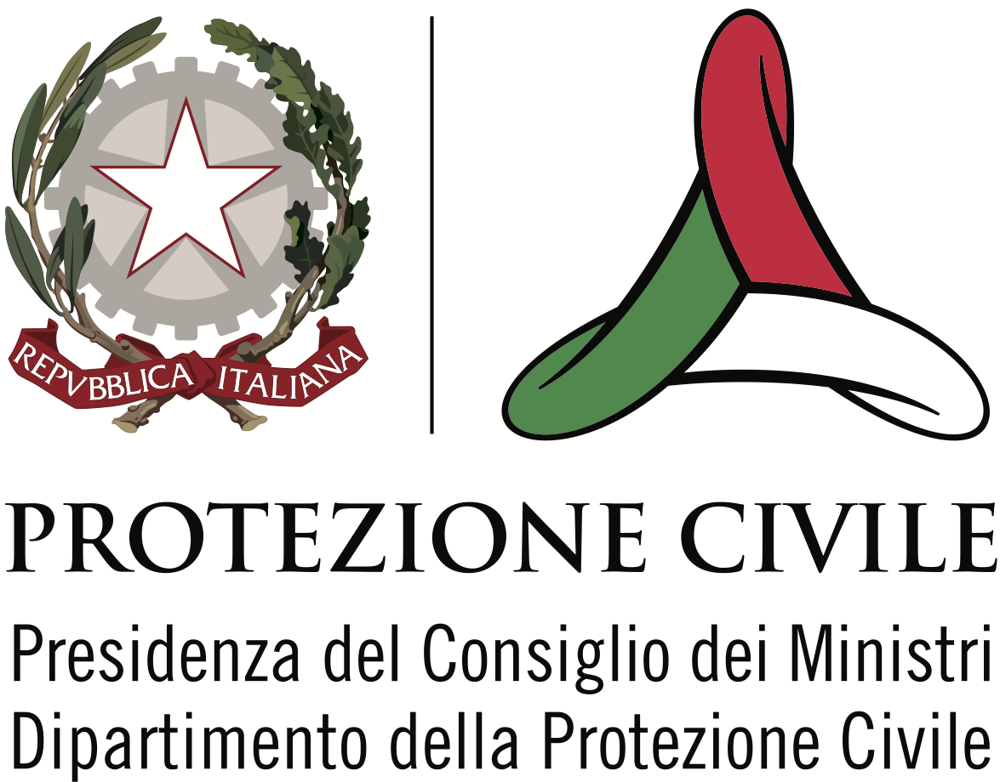 REPVBBLICA ITALIANA
PROTEZIONE CIVILE
Presidenza del Consiglio dei Ministri
Dipartimento della Protezione Civile